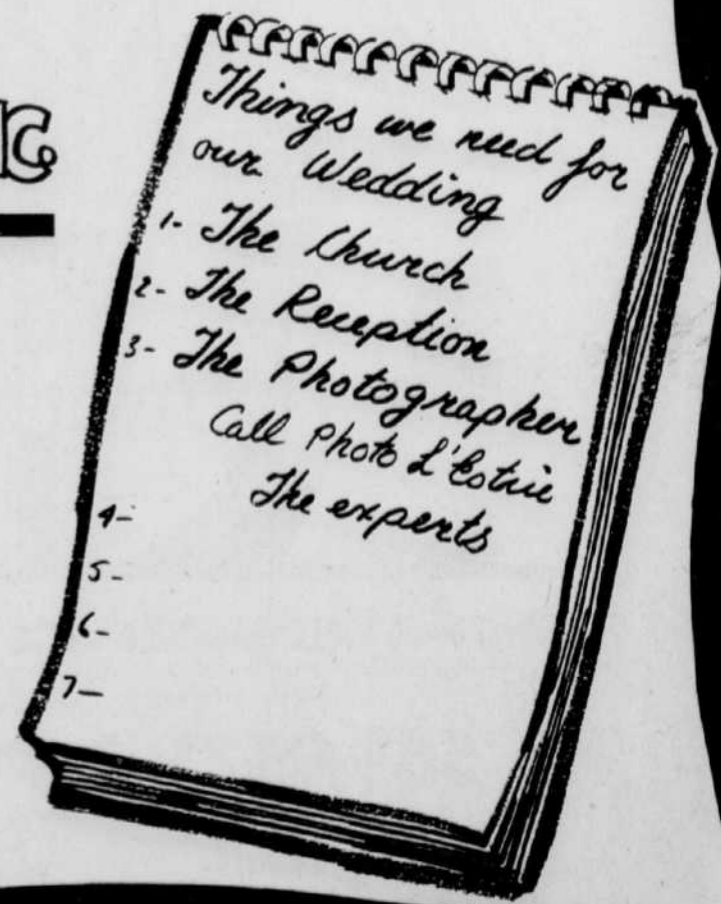 Things we need for
our Wedding
1- The Church
2- The Reception
3- The Photographer
Call Photo L'Estrie
The experts
4-
5-
6-
7-